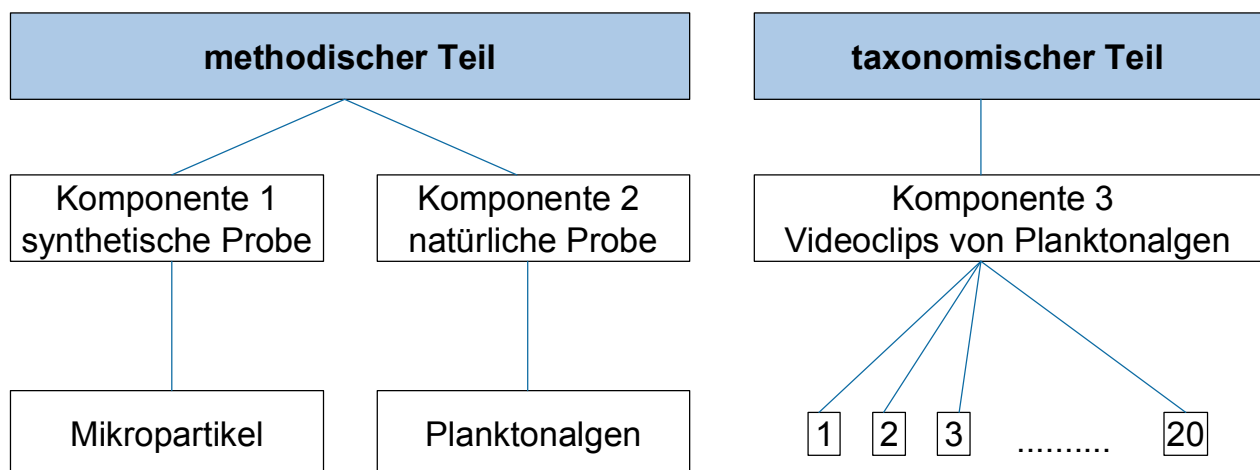 methodischer Teil
taxonomischer Teil
Komponente 1
synthetische Probe
Komponente 2
natürliche Probe
Komponente 3
Videoclips von Planktonalgen
Mikropartikel
Planktonalgen
1 2 3 .......... 20